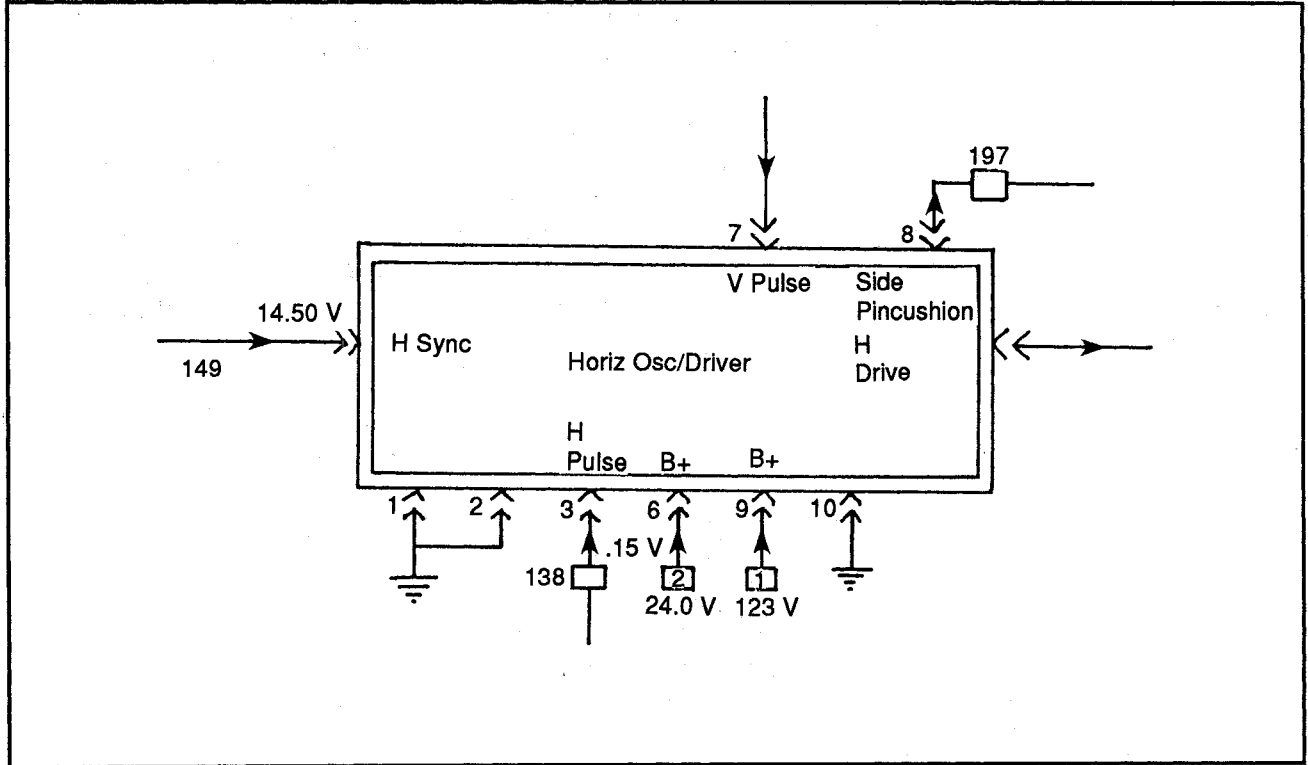 197
7
8
V Pulse
Side
Pincushion
14.50 V
H Sync
149
Horiz Osc/Driver
H
Drive
H
Pulse
B+
B+
1
2
3
6
9
10
.15 V
138
2
1
24.0 V
123 V